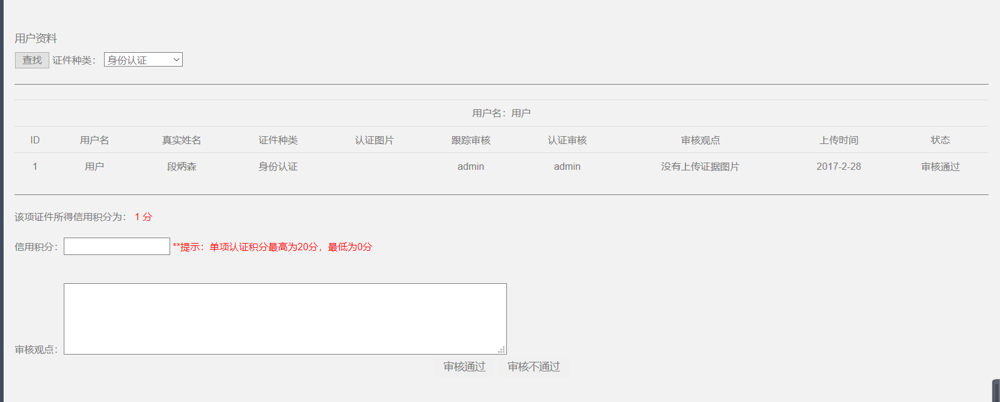 用户资料
查找 证件种类： 身份认证
用户名：用户
ID 用户名 真实姓名 证件种类 认证图片 跟踪审核 认证审核 审核观点 上传时间 状态
1 用户 段炳森 身份认证 admin admin 没有上传证据图片 2017-2-28 审核通过
该项证件所得信用积分为： 1 分
信用积分： **提示：单项认证积分最高为20分，最低为0分
审核观点：
审核通过 审核不通过